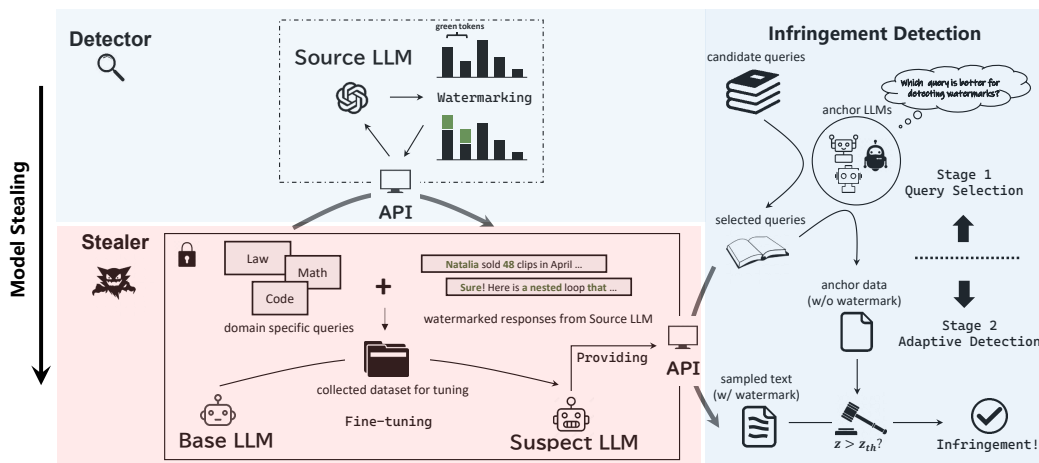 Model Stealing
Detector
Source LLM
green tokens
Watermarking
API
Stealer
Law
Math
Code
domain specific queries
+
Natalia sold 48 clips in April ...
Sure! Here is a nested loop that ...
watermarked responses from Source LLM
collected dataset for tuning
Fine-tuning
Base LLM
Suspect LLM
Providing
API
Infringement Detection
candidate queries
Which query is better for
detecting watermarks?
anchor LLMs
Stage 1
Query Selection
selected queries
anchor data
(w/o watermark)
Stage 2
Adaptive Detection
sampled text
(w/ watermark)
z > z_th?
Infringement!